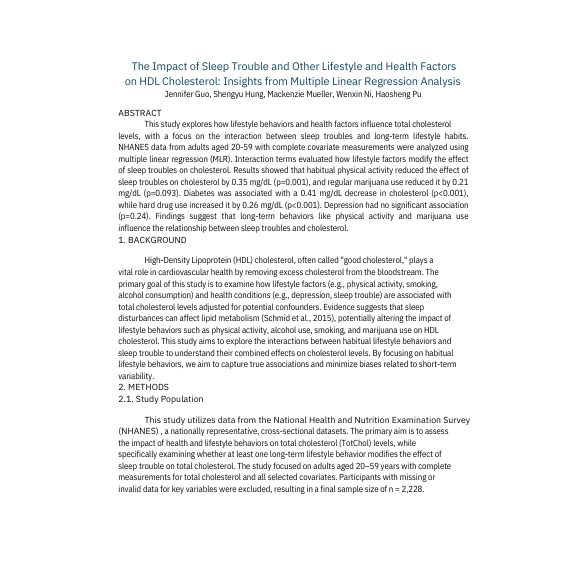 The Impact of Sleep Trouble and Other Lifestyle and Health Factors
on HDL Cholesterol: Insights from Multiple Linear Regression Analysis
Jennifer Guo, Shengyu Hung, Mackenzie Mueller, Wenxin Ni, Haosheng Pu
ABSTRACT
This study explores how lifestyle behaviors and health factors influence total cholesterol
levels, with a focus on the interaction between sleep troubles and long-term lifestyle habits.
NHANES data from adults aged 20-59 with complete covariate measurements were analyzed using
multiple linear regression (MLR). Interaction terms evaluated how lifestyle factors modify the effect
of sleep troubles on cholesterol. Results showed that habitual physical activity reduced the effect of
sleep troubles on cholesterol by 0.35 mg/dL (p=0.001), and regular marijuana use reduced it by 0.21
mg/dL (p=0.093). Diabetes was associated with a 0.41 mg/dL decrease in cholesterol (p<0.001),
while hard drug use increased it by 0.26 mg/dL (p<0.001). Depression had no significant association
(p=0.24). Findings suggest that long-term behaviors like physical activity and marijuana use
influence the relationship between sleep troubles and cholesterol.
1. BACKGROUND
High-Density Lipoprotein (HDL) cholesterol, often called "good cholesterol," plays a
vital role in cardiovascular health by removing excess cholesterol from the bloodstream. The
primary goal of this study is to examine how lifestyle factors (e.g., physical activity, smoking,
alcohol consumption) and health conditions (e.g., depression, sleep trouble) are associated with
total cholesterol levels adjusted for potential confounders. Evidence suggests that sleep
disturbances can affect lipid metabolism (Schmid et al., 2015), potentially altering the impact of
lifestyle behaviors such as physical activity, alcohol use, smoking, and marijuana use on HDL
cholesterol. This study aims to explore the interactions between habitual lifestyle behaviors and
sleep trouble to understand their combined effects on cholesterol levels. By focusing on habitual
lifestyle behaviors, we aim to capture true associations and minimize biases related to short-term
variability.
2. METHODS
2.1. Study Population
This study utilizes data from the National Health and Nutrition Examination Survey
(NHANES) , a nationally representative, cross-sectional datasets. The primary aim is to assess
the impact of health and lifestyle behaviors on total cholesterol (TotChol) levels, while
specifically examining whether at least one long-term lifestyle behavior modifies the effect of
sleep trouble on total cholesterol. The study focused on adults aged 20–59 years with complete
measurements for total cholesterol and all selected covariates. Participants with missing or
invalid data for key variables were excluded, resulting in a final sample size of n = 2,228.